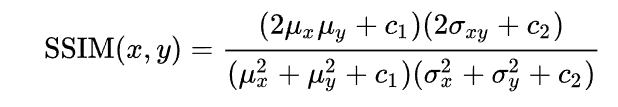 SSIM(x, y) = \frac{(2\mu_x\mu_y + c_1)(2\sigma_{xy} + c_2)}{(\mu_x^2 + \mu_y^2 + c_1)(\sigma_x^2 + \sigma_y^2 + c_2)}